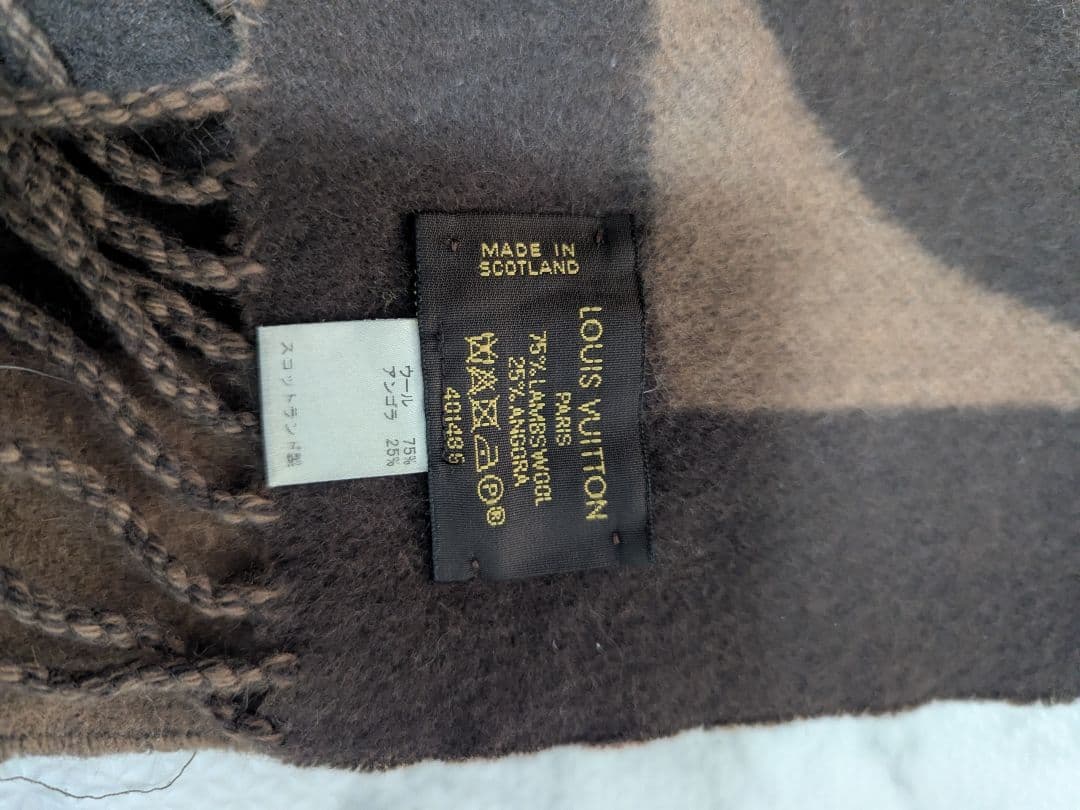 MADE IN
SCOTLAND
LOUIS VUITTON
PARIS
75% LAMBSWOOL
25% ANGORA
401486
ウール 75%
アンゴラ 25%
スコットランド製